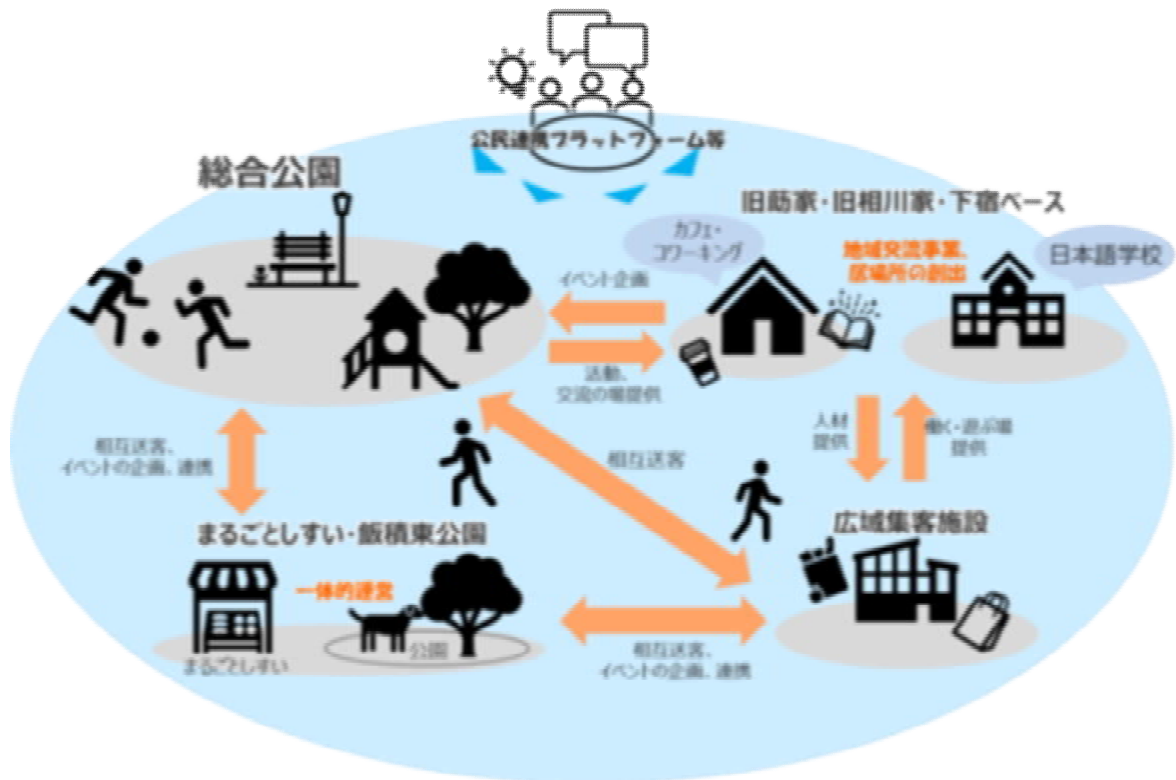 公民連携プラットフォーム等
総合公園
旧莇家・旧相川家・下宿ベース
カフェ・
コワーキング
地域交流事業、
居場所の創出
日本語学校
イベント企画
活動、
交流の場提供
人材
提供
働く・遊ぶ場
提供
相互送客、
イベントの企画、連携
相互送客
まるごとしすい・飯積東公園
広域集客施設
一体的運営
公園
まるごとしすい
相互送客、
イベントの企画、連携